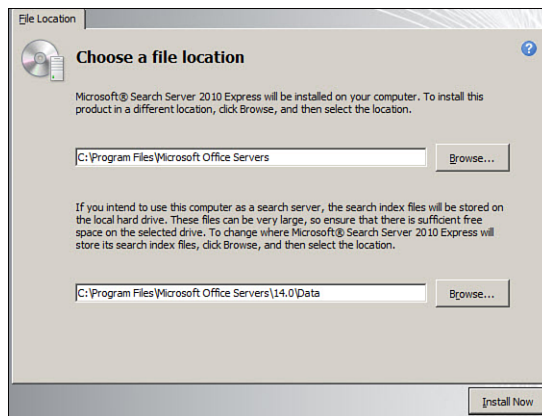 File Location
Choose a file location
Microsoft® Search Server 2010 Express will be installed on your computer. To install this
product in a different location, click Browse, and then select the location.
C:\Program Files\Microsoft Office Servers
Browse...
If you intend to use this computer as a search server, the search index files will be stored on
the local hard drive. These files can be very large, so ensure that there is sufficient free
space on the selected drive. To change where Microsoft® Search Server 2010 Express will
store its search index files, click Browse, and then select the location.
C:\Program Files\Microsoft Office Servers\14.0\Data
Browse...
Install Now